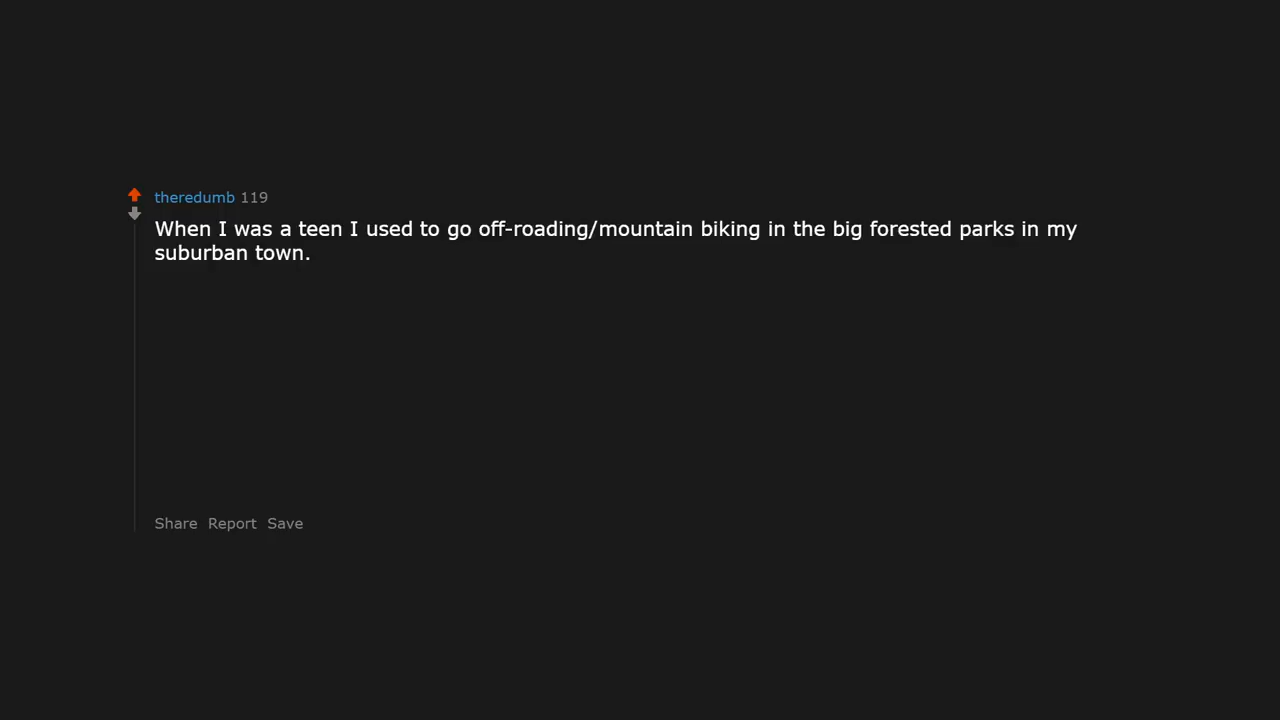 theredumb 119
When I was a teen I used to go off-roading/mountain biking in the big forested parks in my
suburban town.
Share Report Save